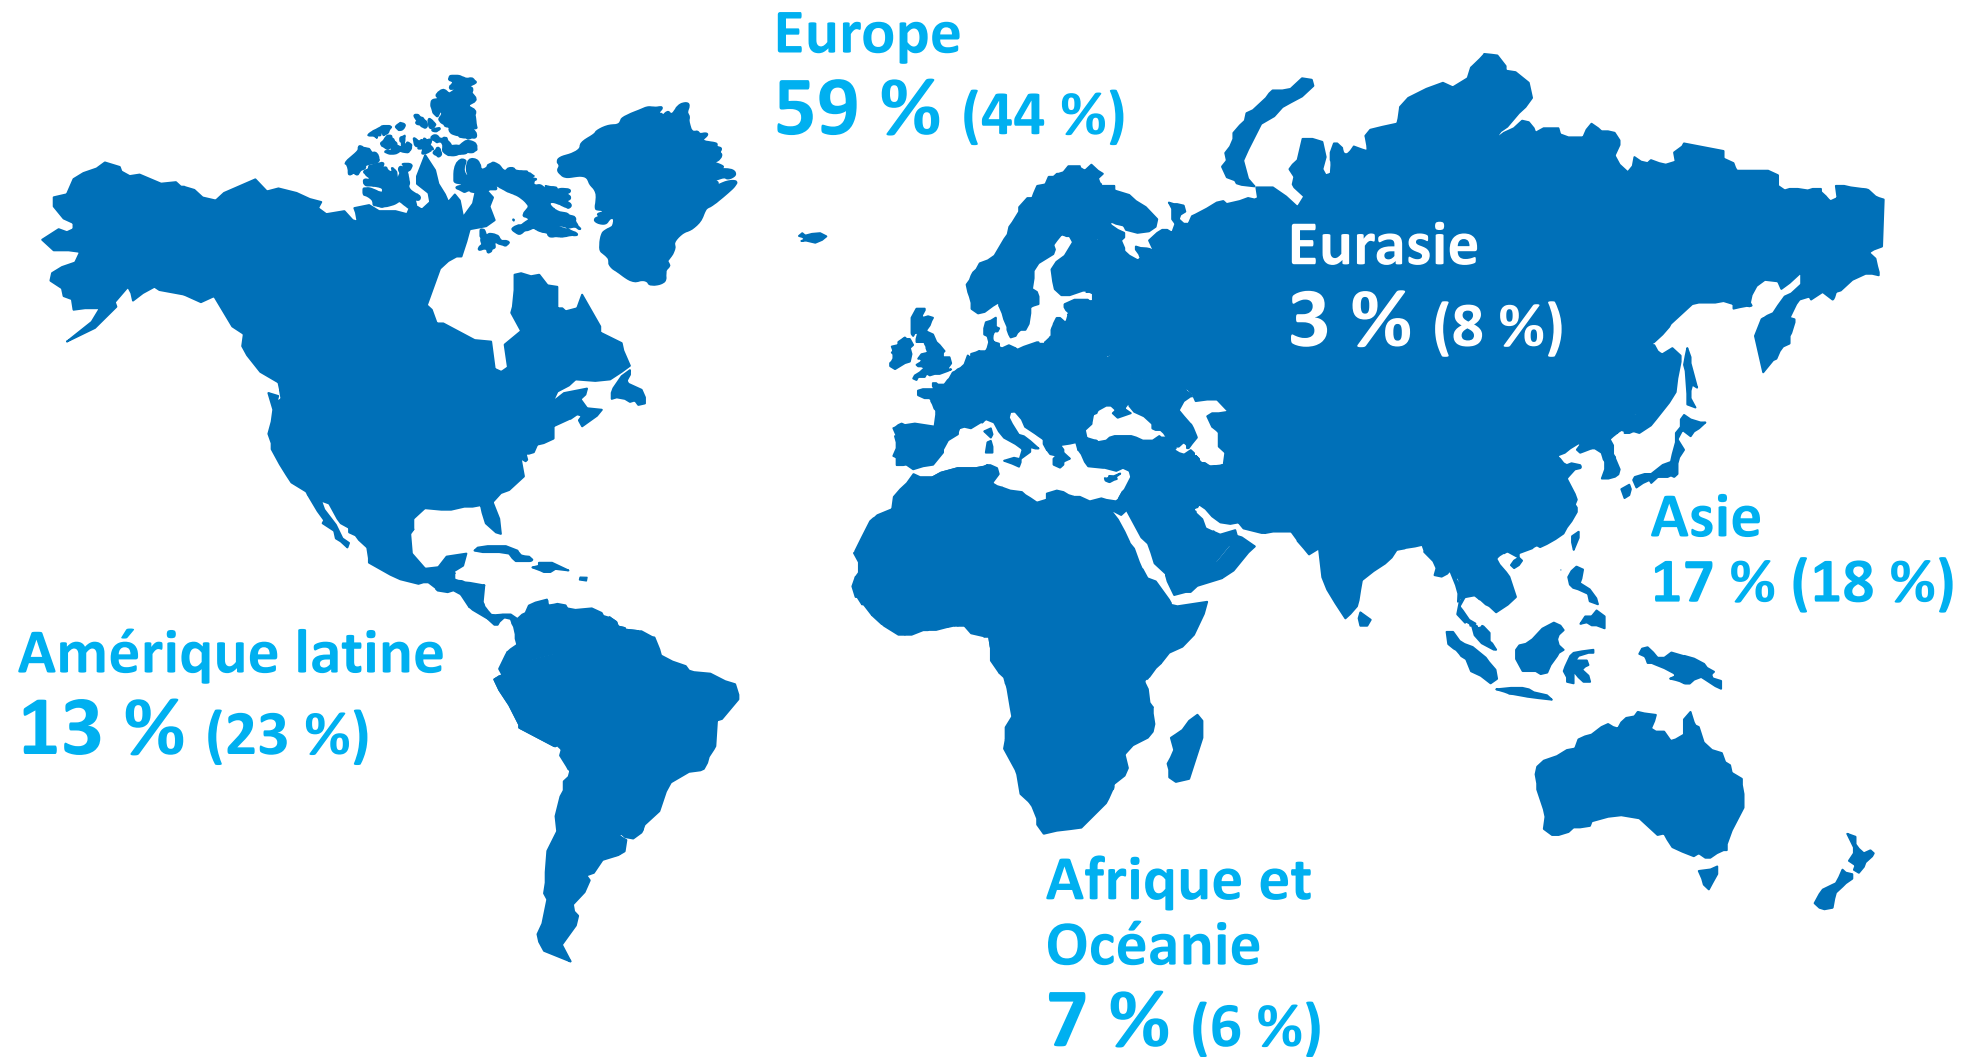 Europe
59 % (44 %)
Eurasie
3 % (8 %)
Asie
17 % (18 %)
Amérique latine
13 % (23 %)
Afrique et
Océanie
7 % (6 %)